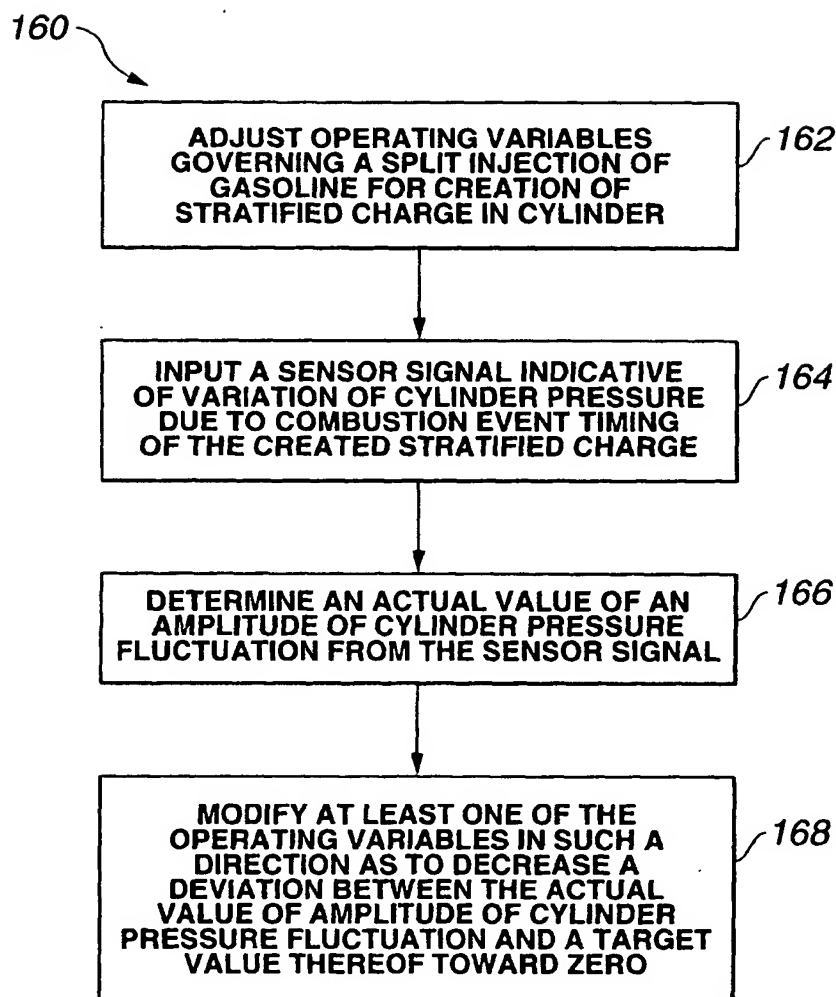 160
ADJUST OPERATING VARIABLES
GOVERNING A SPLIT INJECTION OF
GASOLINE FOR CREATION OF
STRATIFIED CHARGE IN CYLINDER
162
INPUT A SENSOR SIGNAL INDICATIVE
OF VARIATION OF CYLINDER PRESSURE
DUE TO COMBUSTION EVENT TIMING
OF THE CREATED STRATIFIED CHARGE
164
DETERMINE AN ACTUAL VALUE OF AN
AMPLITUDE OF CYLINDER PRESSURE
FLUCTUATION FROM THE SENSOR SIGNAL
166
MODIFY AT LEAST ONE OF THE
OPERATING VARIABLES IN SUCH A
DIRECTION AS TO DECREASE A
DEVIATION BETWEEN THE ACTUAL
VALUE OF AMPLITUDE OF CYLINDER
PRESSURE FLUCTUATION AND A TARGET
VALUE THEREOF TOWARD ZERO
168